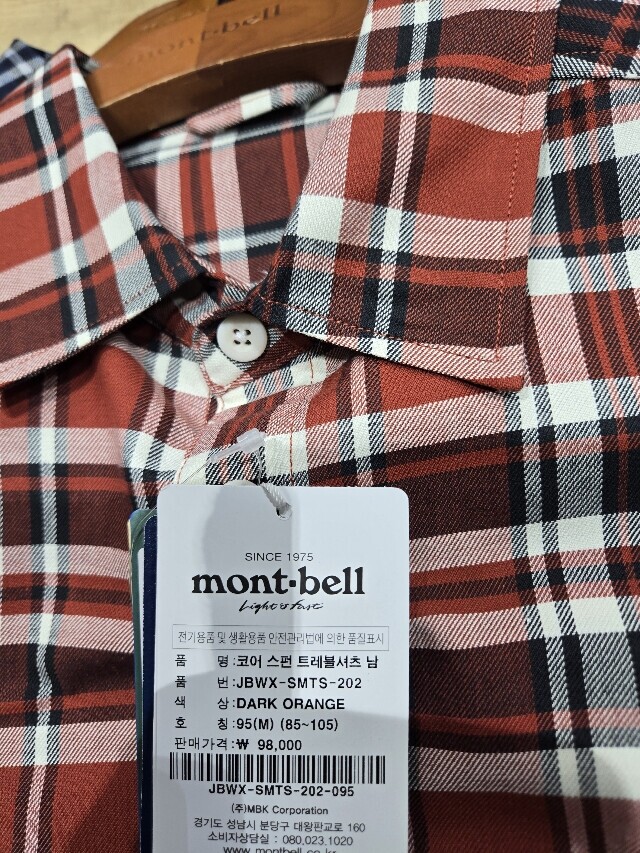 mont-bell
SINCE 1975
mont-bell
Light & Fast
전기용품 및 생활용품 안전관리법에 의한 품질표시
품 명 : 코어 스펀 트레블셔츠 남
품 번 : JBWX-SMTS-202
색 상 : DARK ORANGE
호 칭 : 95(M) (85~105)
판매가격 : ₩ 98,000
JBWX-SMTS-202-095
(주)MBK Corporation
경기도 성남시 분당구 대왕판교로 160
소비자상담실 : 080,023,1020
www.montbell.co.kr